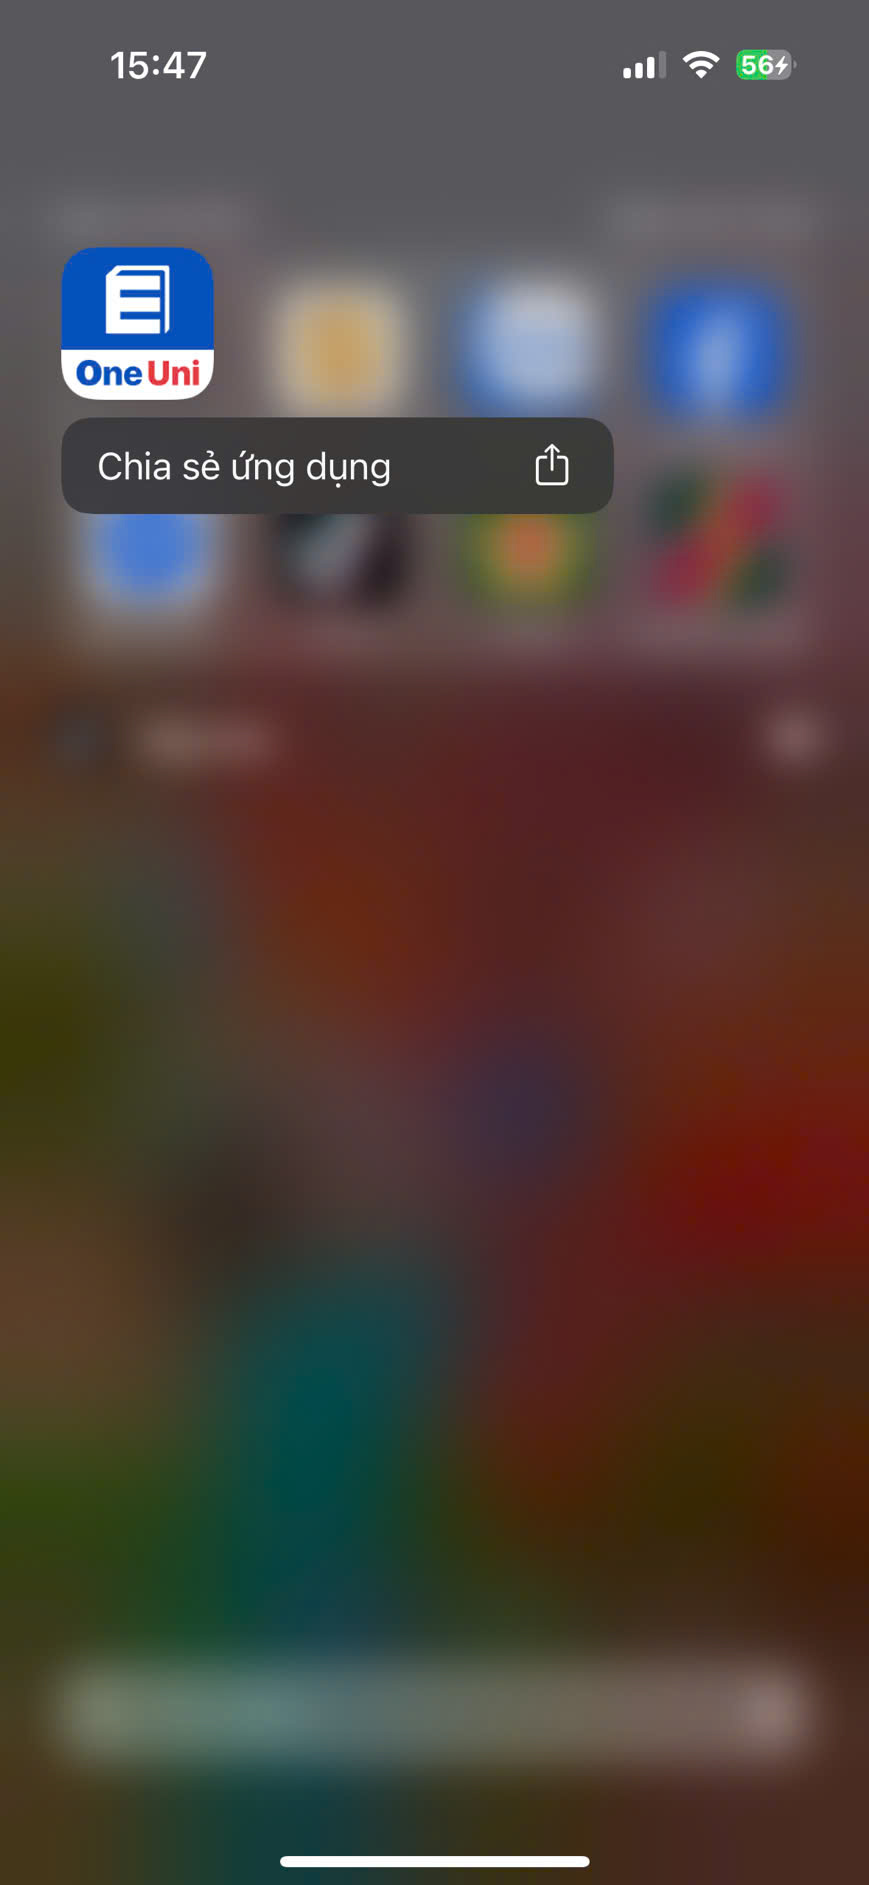 15:47
56
One Uni
Chia sẻ ứng dụng